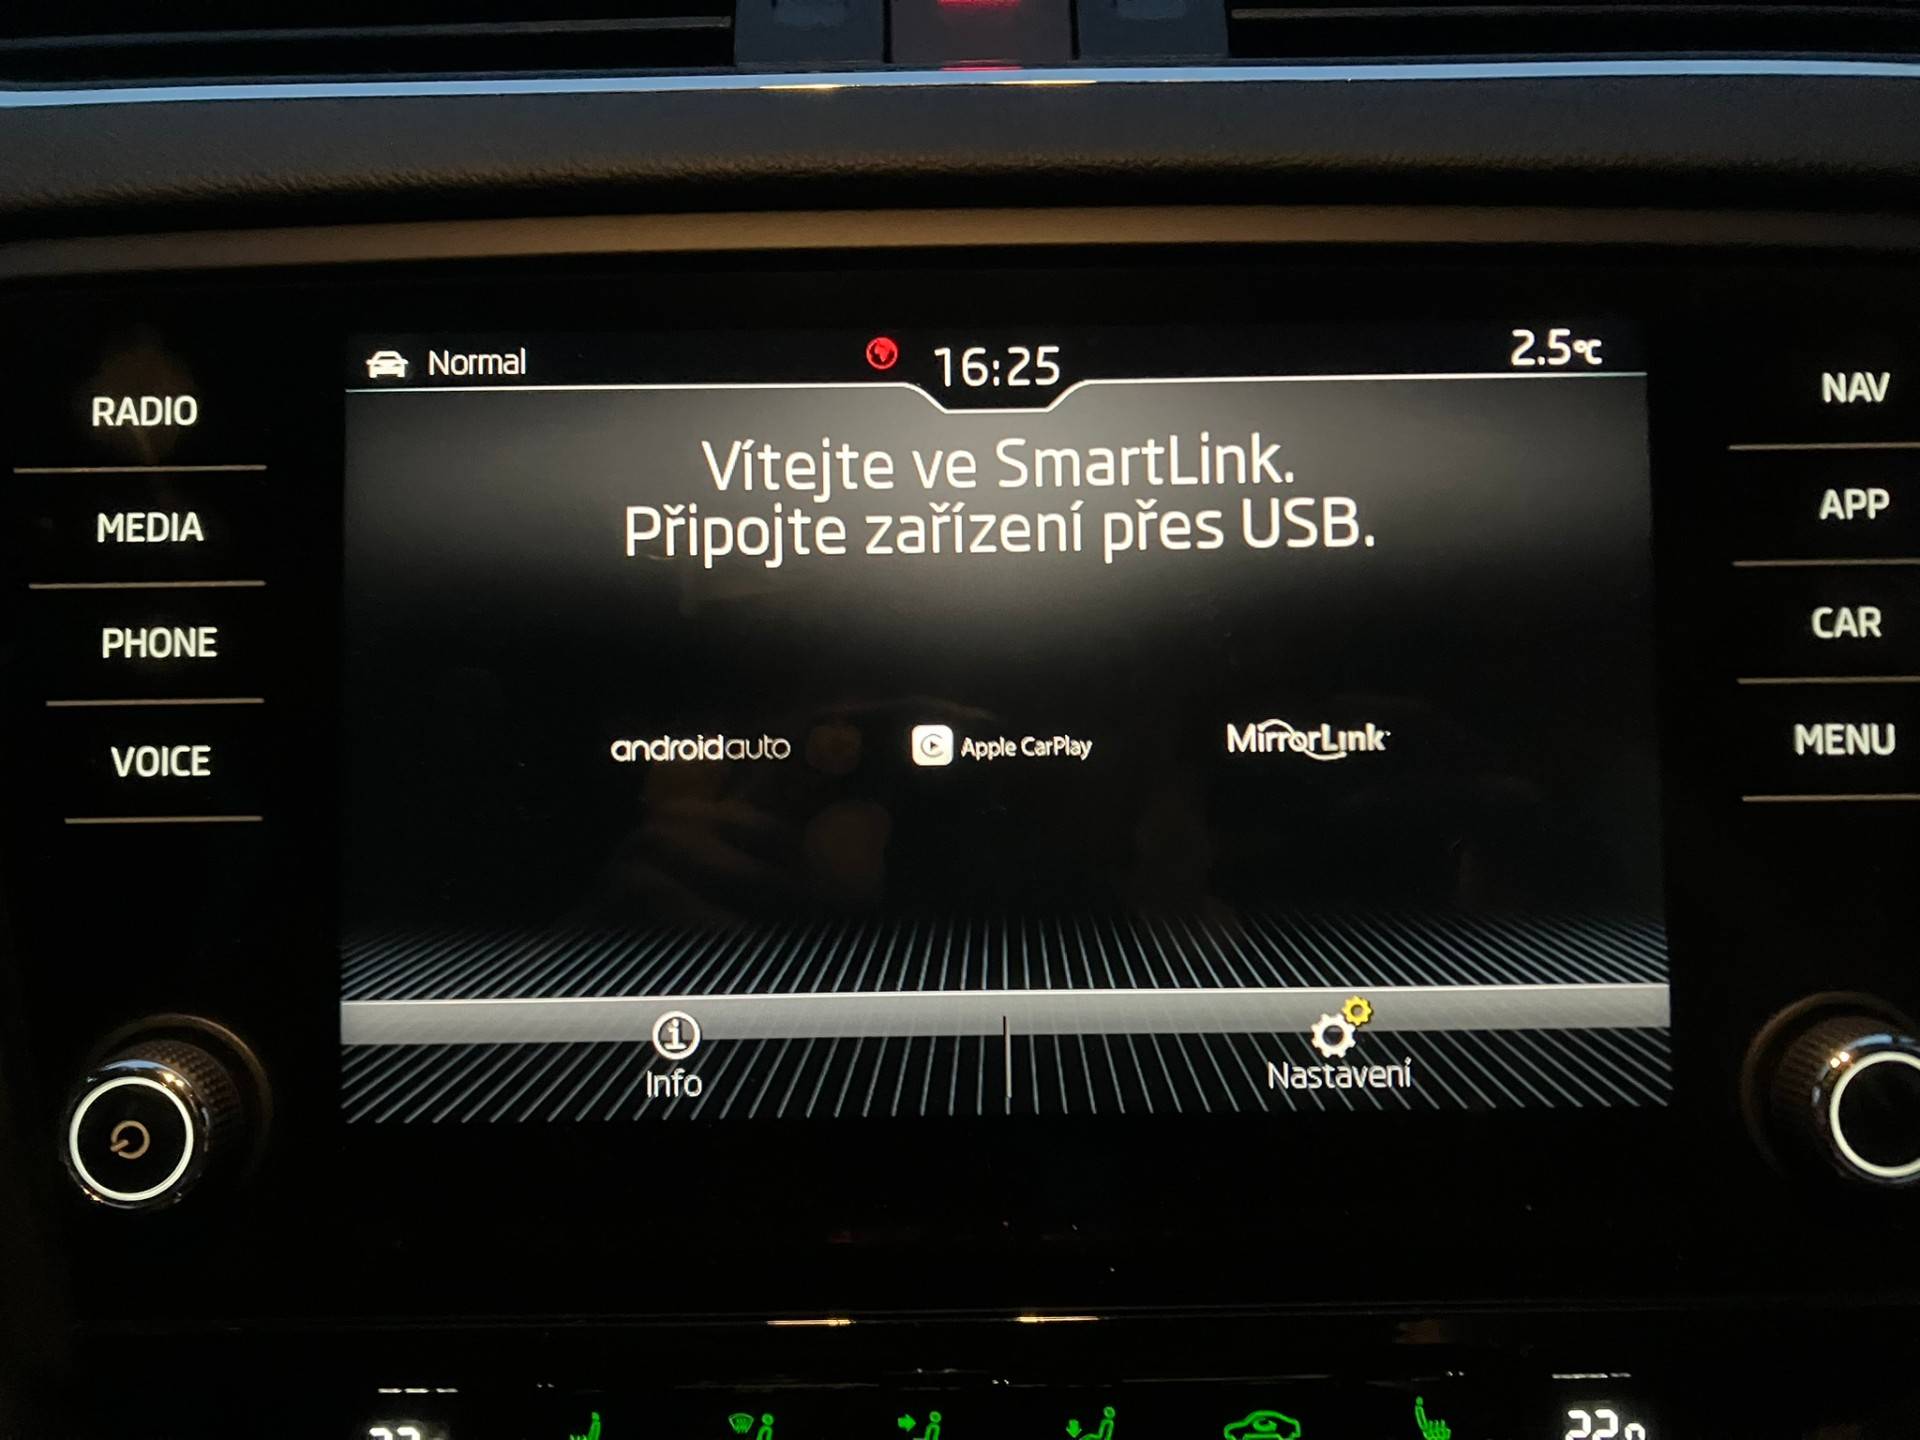 Normal
16:25
2.5°C
RADIO
MEDIA
PHONE
VOICE
Vítejte ve SmartLink.
Připojte zařízení přes USB.
androidauto
Apple CarPlay
MirrorLink
Info
Nastavení
NAV
APP
CAR
MENU